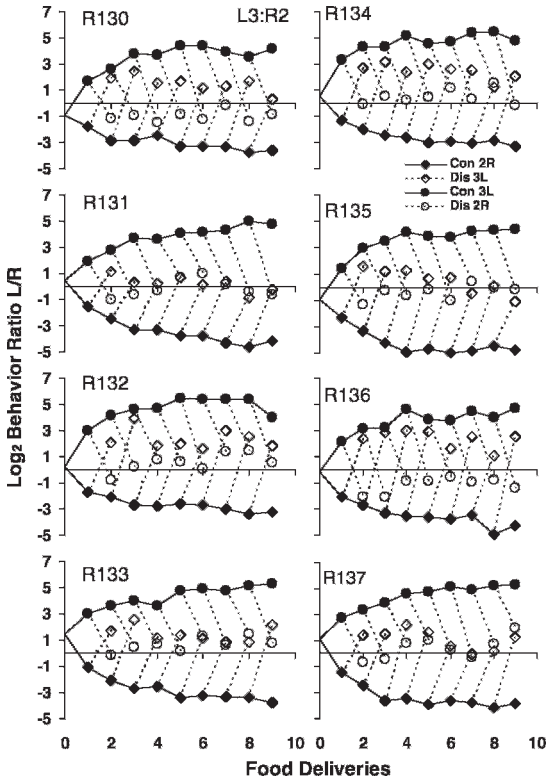 R130 L3:R2 R134
7 5 3 1 -1 -3 -5
Con 2R
Dis 3L
Con 3L
Dis 2R
R131 R135
7 5 3 1 -1 -3 -5
R132 R136
7 5 3 1 -1 -3 -5
R133 R137
7 5 3 1 -1 -3 -5
0 2 4 6 8 10 0 2 4 6 8 10
Log₂ Behavior Ratio L/R
Food Deliveries